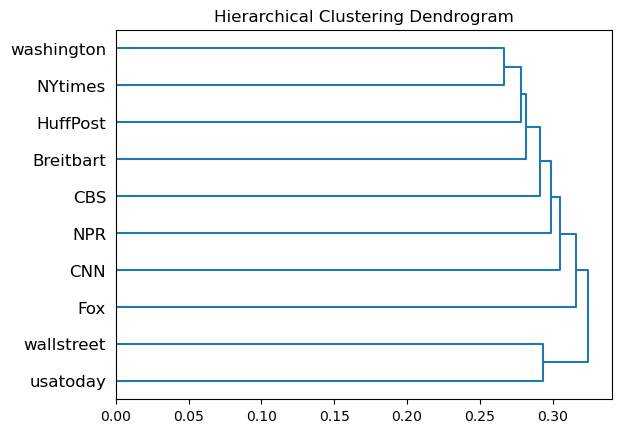 Hierarchical Clustering Dendrogram
washington
NYtimes
HuffPost
Breitbart
CBS
NPR
CNN
Fox
wallstreet
usatoday
0.00 0.05 0.10 0.15 0.20 0.25 0.30